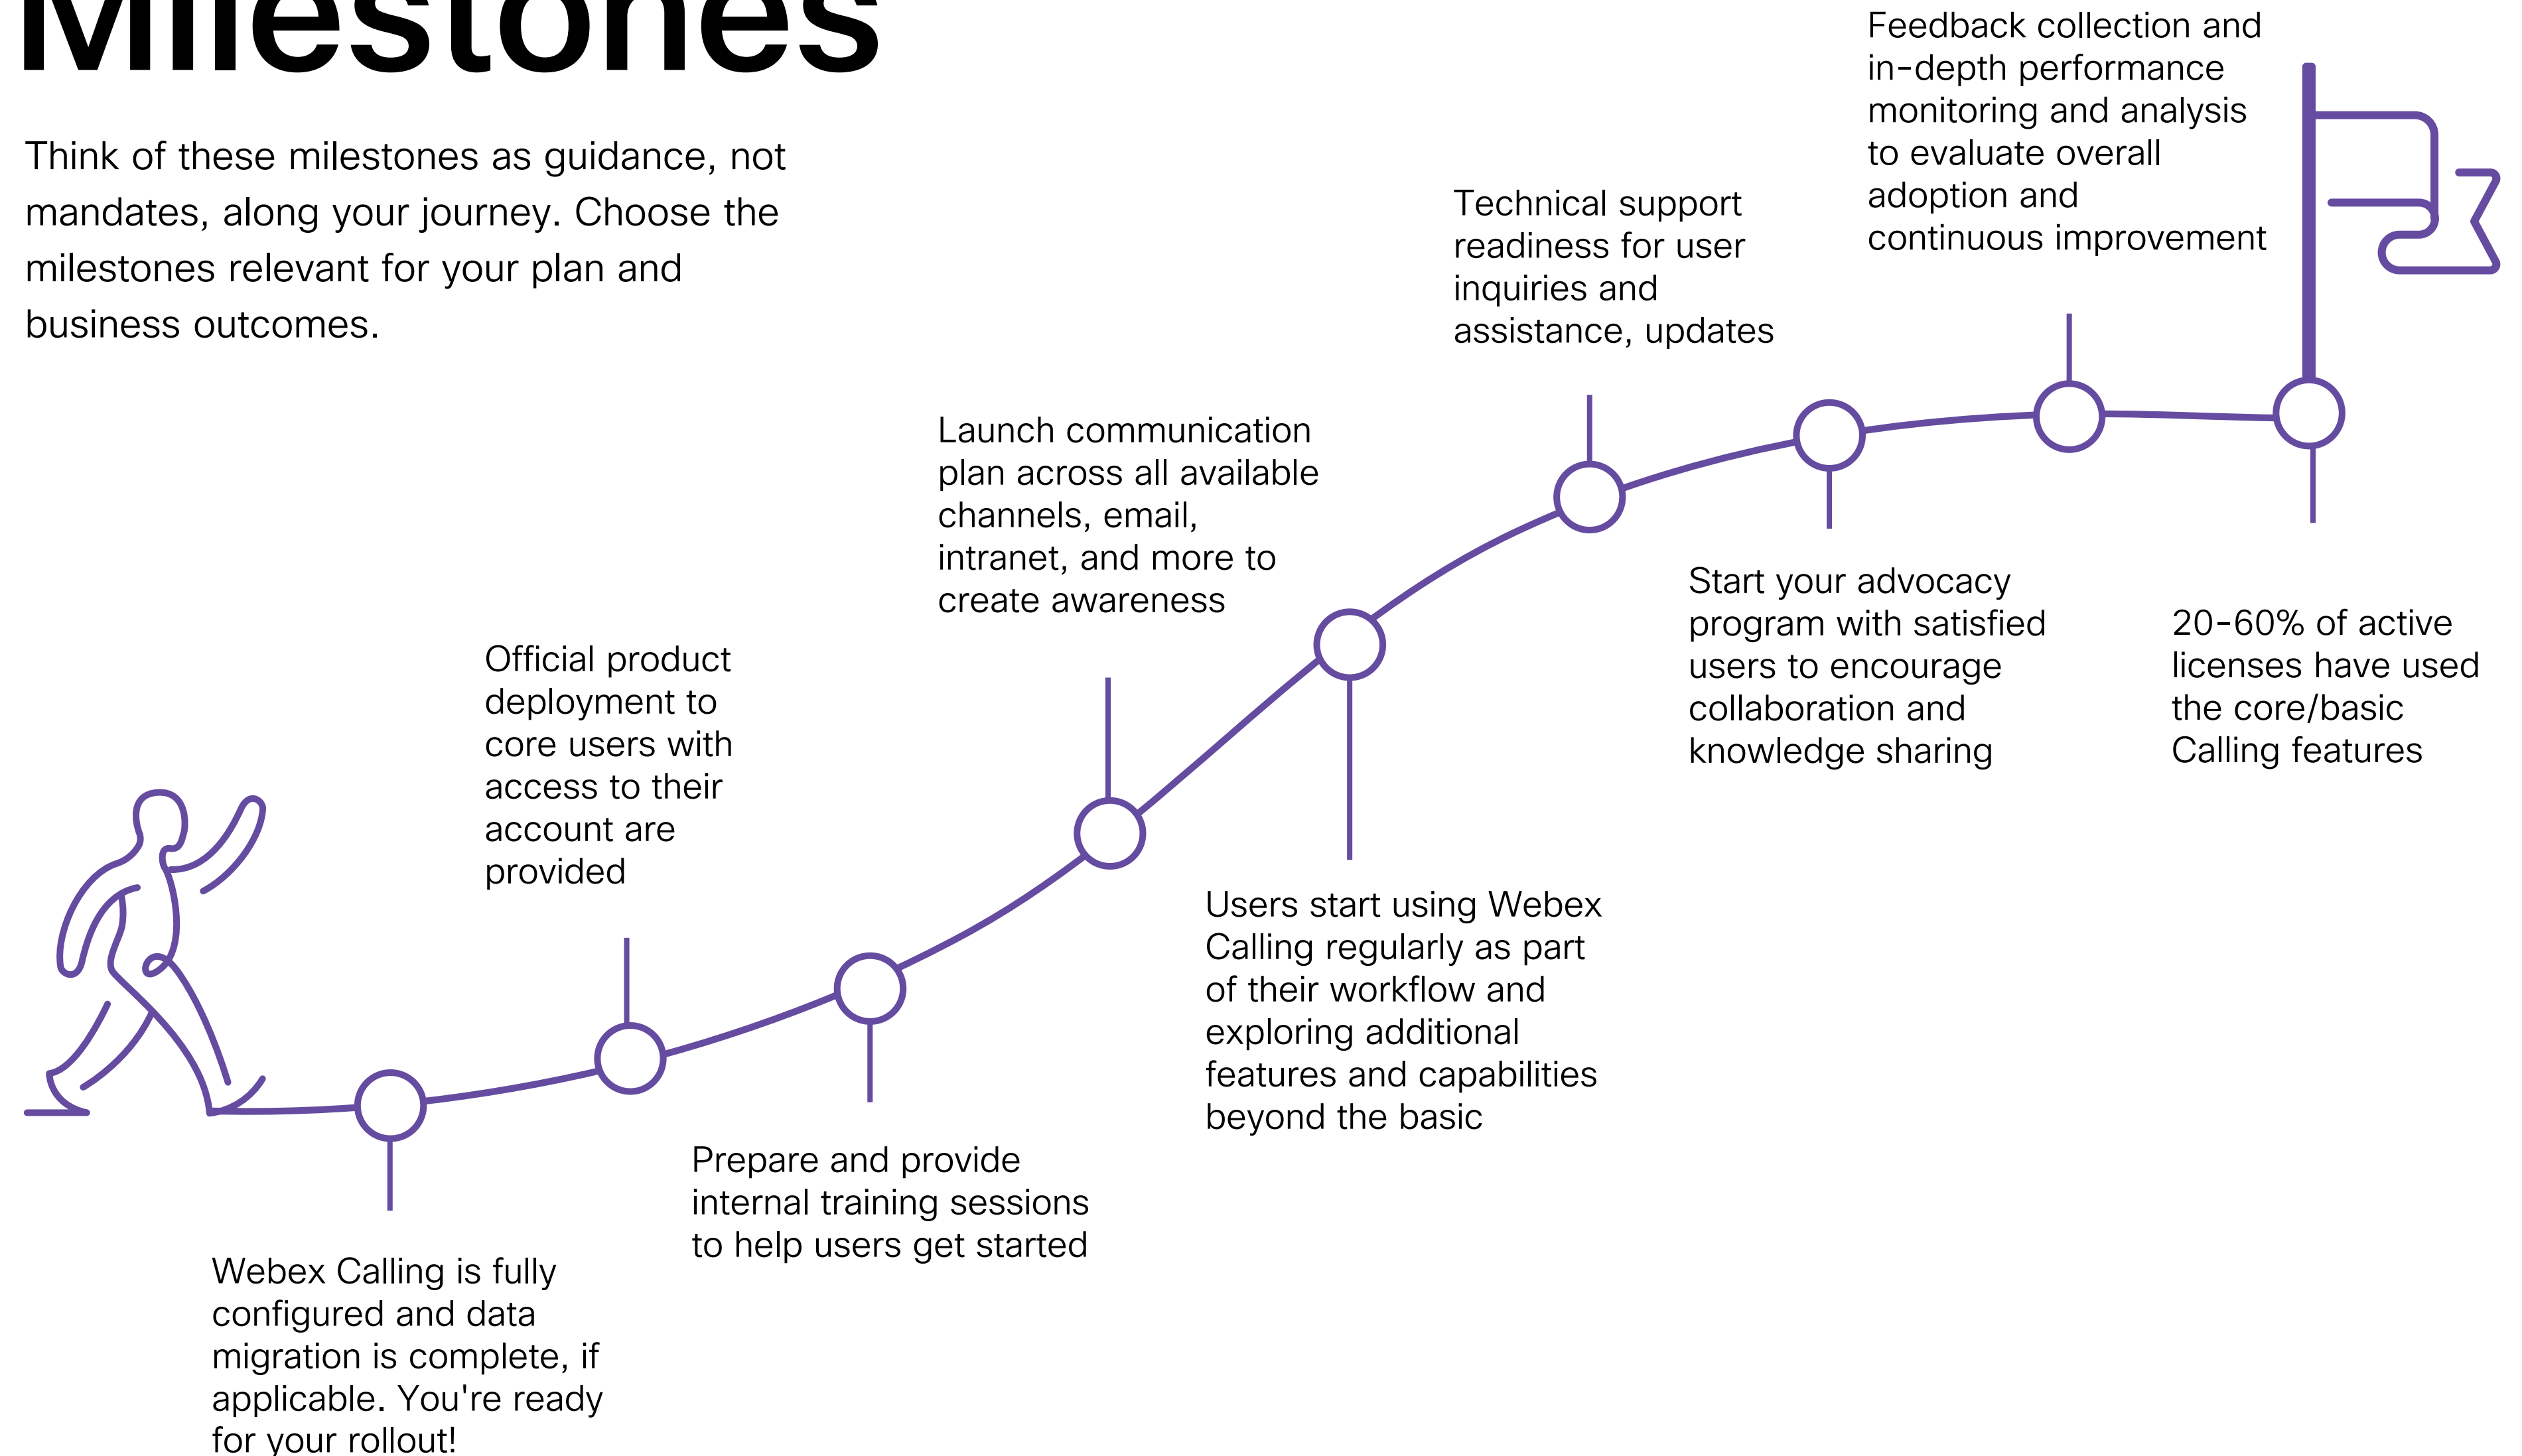 Milestones
Think of these milestones as guidance, not
mandates, along your journey. Choose the
milestones relevant for your plan and
business outcomes.
Webex Calling is fully
configured and data
migration is complete, if
applicable. You're ready
for your rollout!
Official product
deployment to
core users with
access to their
account are
provided
Prepare and provide
internal training sessions
to help users get started
Launch communication
plan across all available
channels, email,
intranet, and more to
create awareness
Users start using Webex
Calling regularly as part
of their workflow and
exploring additional
features and capabilities
beyond the basic
Technical support
readiness for user
inquiries and
assistance, updates
Start your advocacy
program with satisfied
users to encourage
collaboration and
knowledge sharing
Feedback collection and
in-depth performance
monitoring and analysis
to evaluate overall
adoption and
continuous improvement
20-60% of active
licenses have used
the core/basic
Calling features